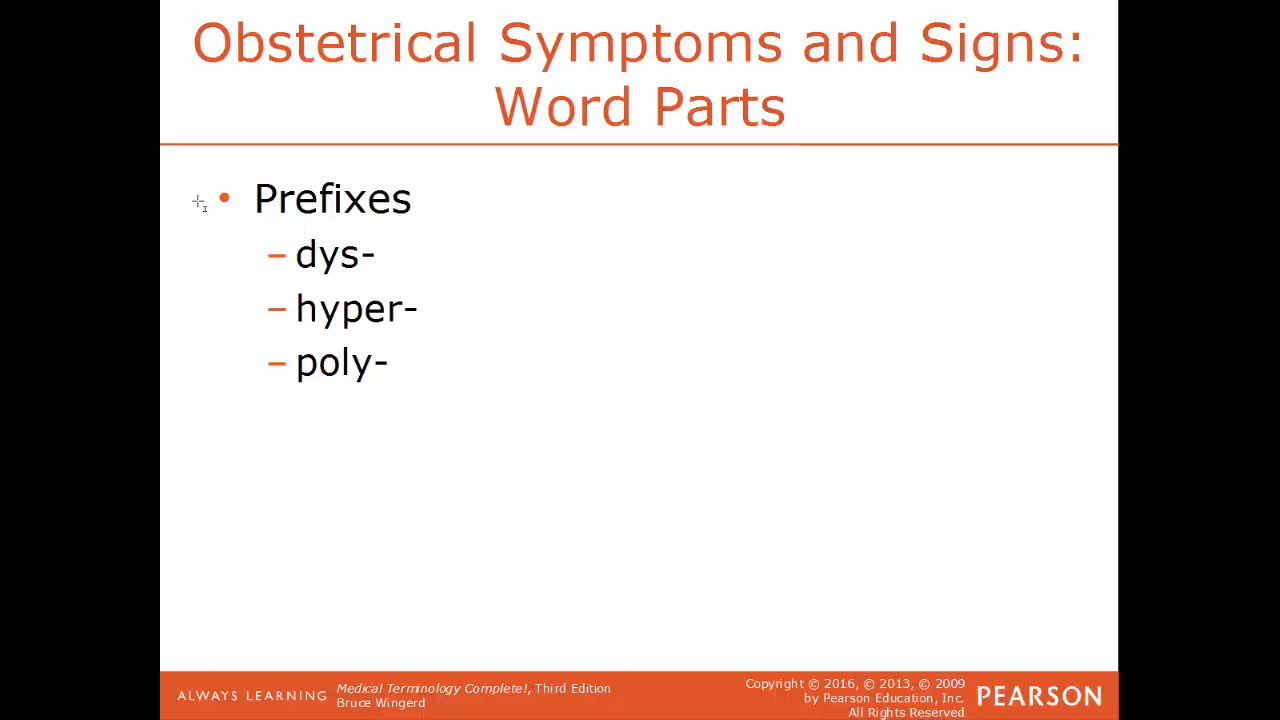 Obstetrical Symptoms and Signs:
Word Parts
• Prefixes
– dys-
– hyper-
– poly-
ALWAYS LEARNING
Medical Terminology Complete!, Third Edition
Bruce Wingerd
Copyright © 2016, © 2013, © 2009
by Pearson Education, Inc.
All Rights Reserved
PEARSON